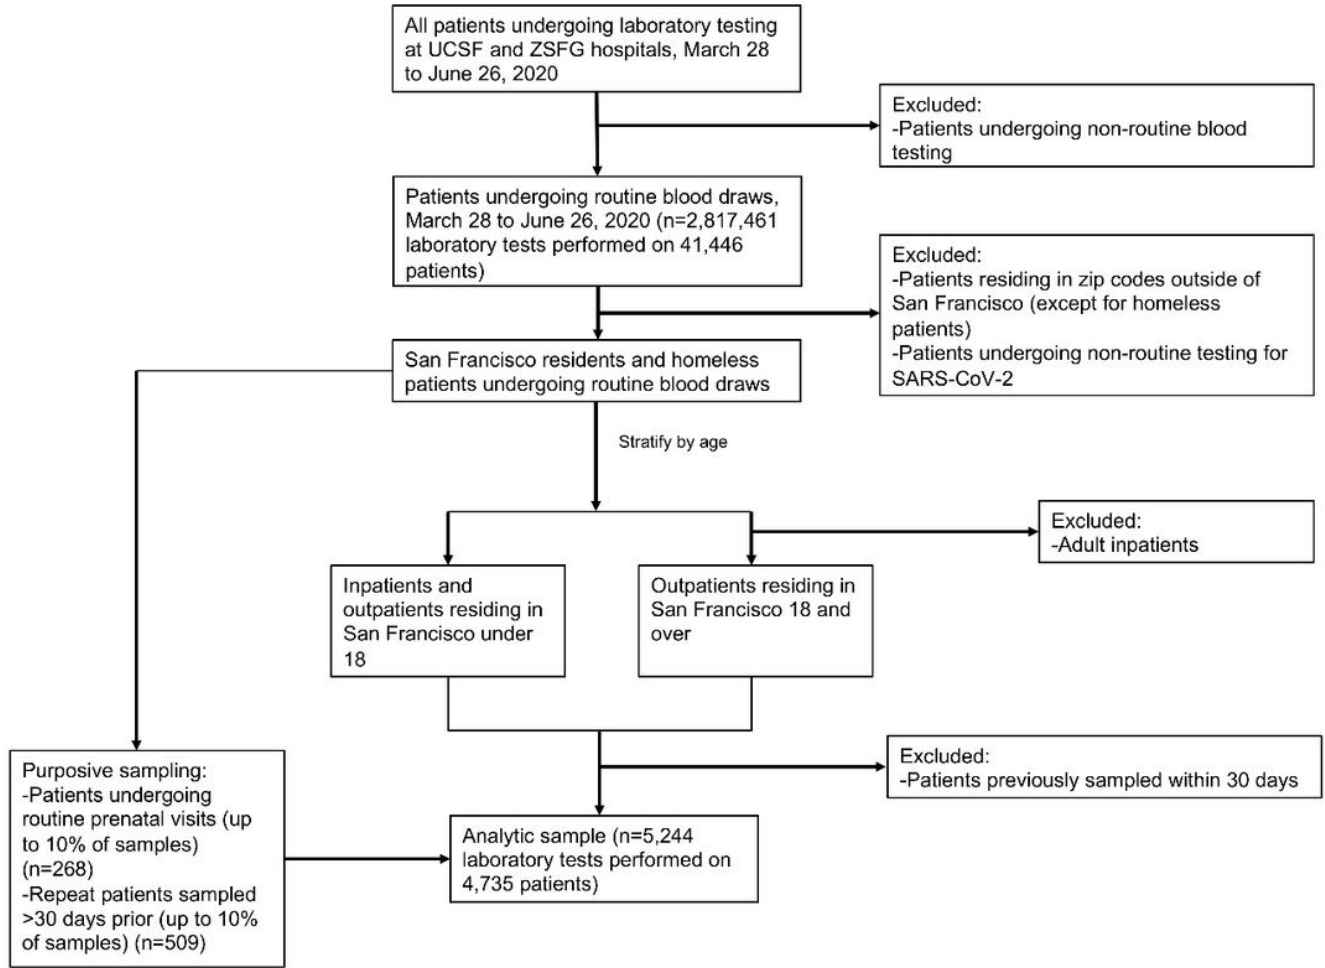 All patients undergoing laboratory testing
at UCSF and ZSFG hospitals, March 28
to June 26, 2020
Excluded:
-Patients undergoing non-routine blood
testing
Patients undergoing routine blood draws,
March 28 to June 26, 2020 (n=2,817,461
laboratory tests performed on 41,446
patients)
Excluded:
-Patients residing in zip codes outside of
San Francisco (except for homeless
patients)
-Patients undergoing non-routine testing for
SARS-CoV-2
San Francisco residents and homeless
patients undergoing routine blood draws
Stratify by age
Excluded:
-Adult inpatients
Inpatients and
outpatients residing in
San Francisco under
18
Outpatients residing in
San Francisco 18 and
over
Excluded:
-Patients previously sampled within 30 days
Purposive sampling:
-Patients undergoing
routine prenatal visits (up
to 10% of samples)
(n=268)
-Repeat patients sampled
>30 days prior (up to 10%
of samples) (n=509)
Analytic sample (n=5,244
laboratory tests performed on
4,735 patients)